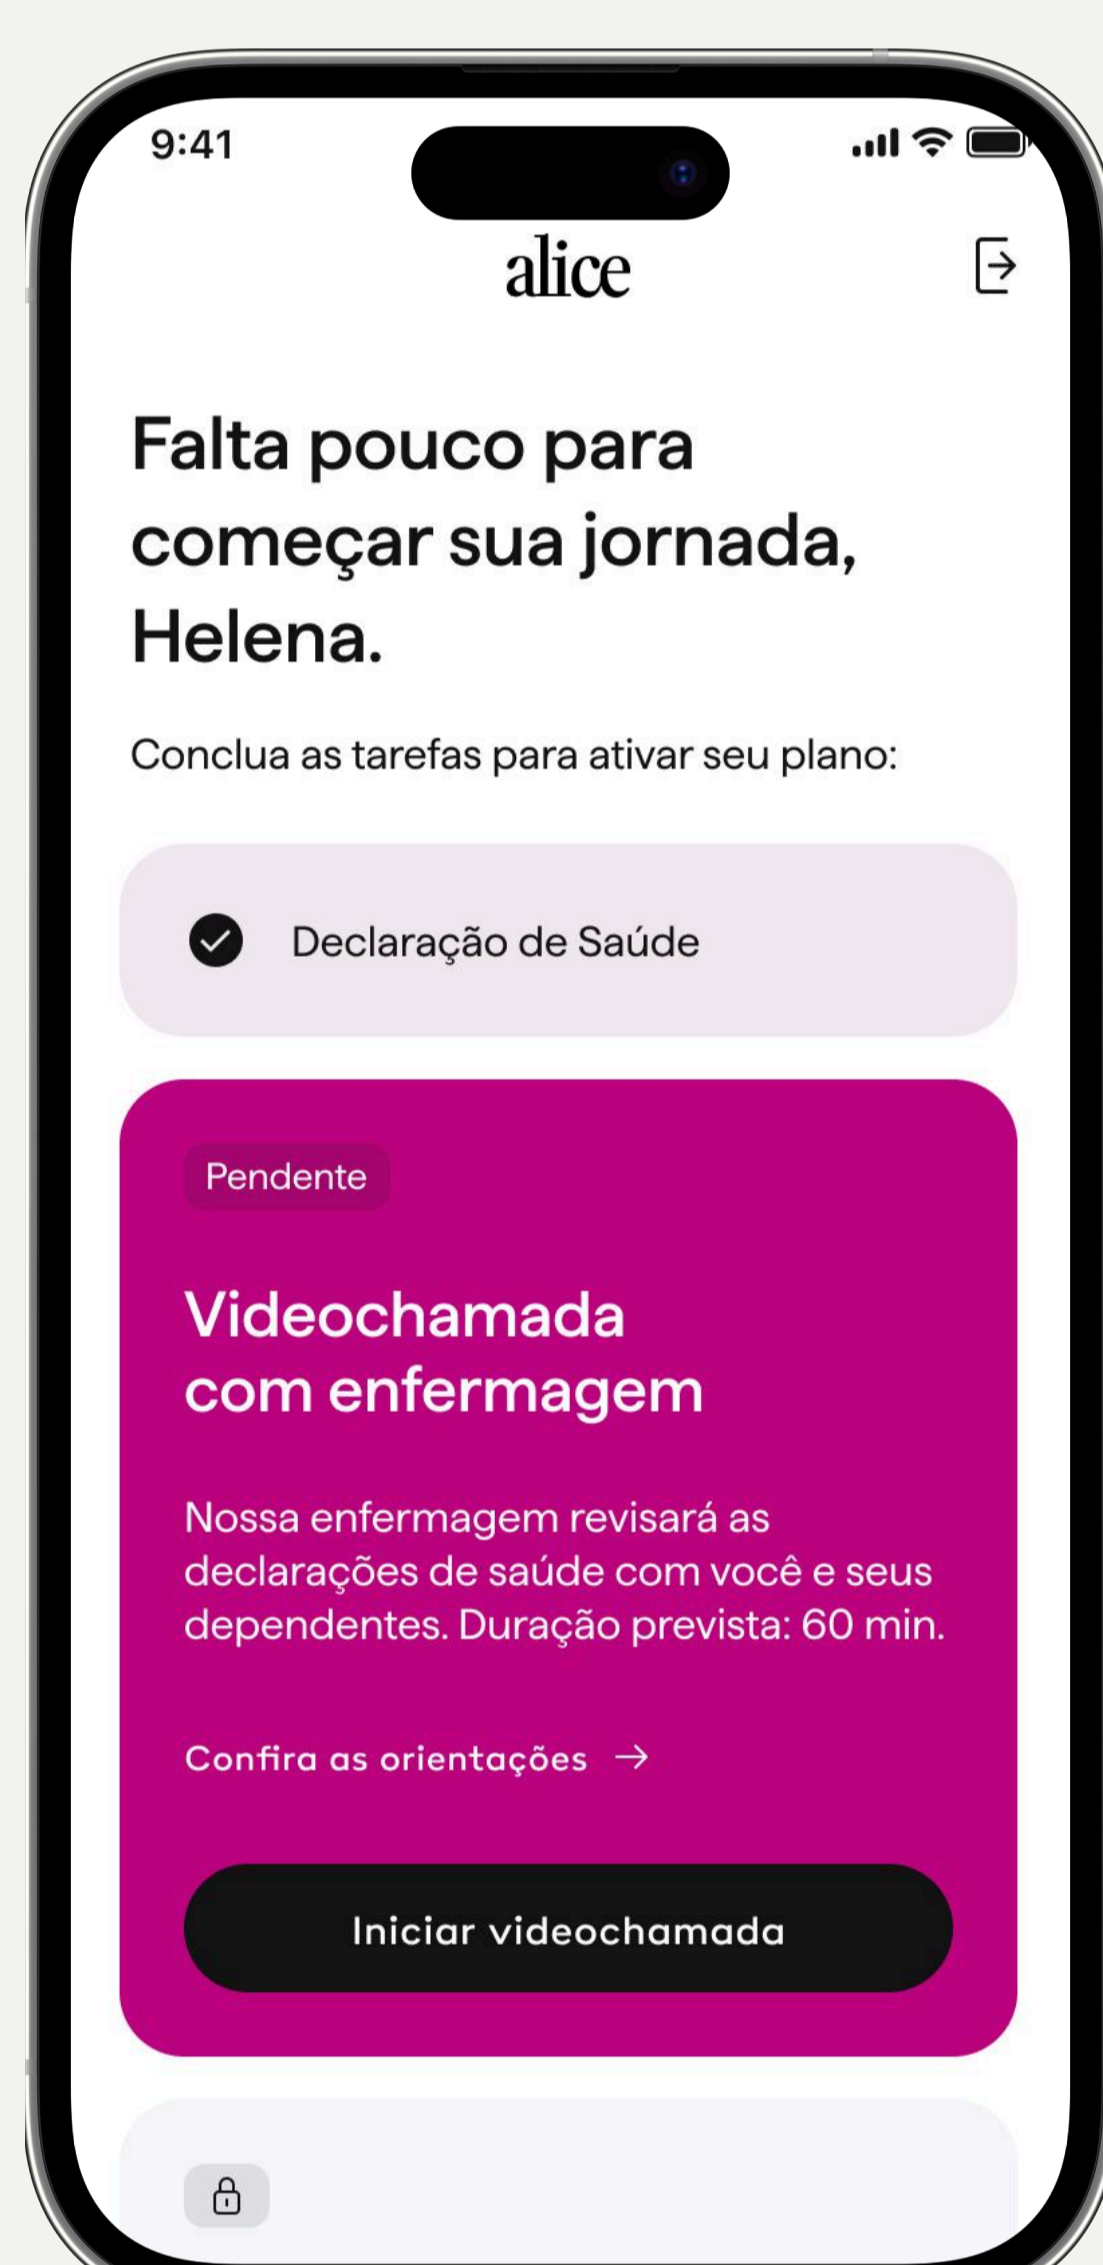 9:41
alice
Falta pouco para
começar sua jornada,
Helena.
Conclua as tarefas para ativar seu plano:
Declaração de Saúde
Pendente
Videochamada
com enfermagem
Nossa enfermagem revisará as
declarações de saúde com você e seus
dependentes. Duração prevista: 60 min.
Confira as orientações
Iniciar videochamada